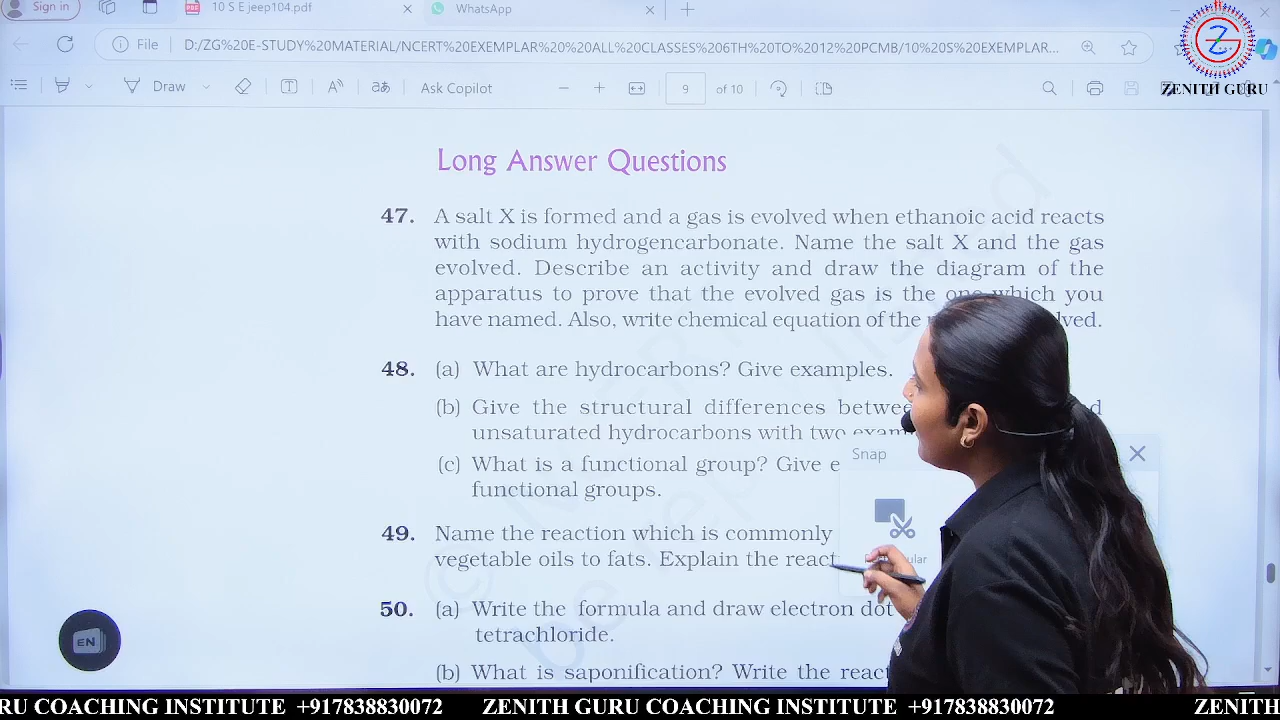 Sign in
10 S E jeep104.pdf
WhatsApp
File
D:/ZG%20E-STUDY%20MATERIAL/NCERT%20EXEMPLAR%20%20ALL%20CLASSES%206TH%20TO%2012%20PCMB/10%20S%20EXEMPLAR...
ZENITH GURU
Draw
Ask Copilot
9 of 10
Long Answer Questions
47. A salt X is formed and a gas is evolved when ethanoic acid reacts
with sodium hydrogencarbonate. Name the salt X and the gas
evolved. Describe an activity and draw the diagram of the
apparatus to prove that the evolved gas is the one which you
have named. Also, write chemical equation of the
48. (a) What are hydrocarbons? Give examples.
(b) Give the structural differences
unsaturated hydrocarbons with two
(c) What is a functional group? Give
functional groups.
Snap
49. Name the reaction which is commonly
vegetable oils to fats. Explain the
50. (a) Write the formula and draw electron dot
tetrachloride.
(b) What is saponification? Write the
EN
RU COACHING INSTITUTE +917838830072 ZENITH GURU COACHING INSTITUTE +917838830072 ZENITH